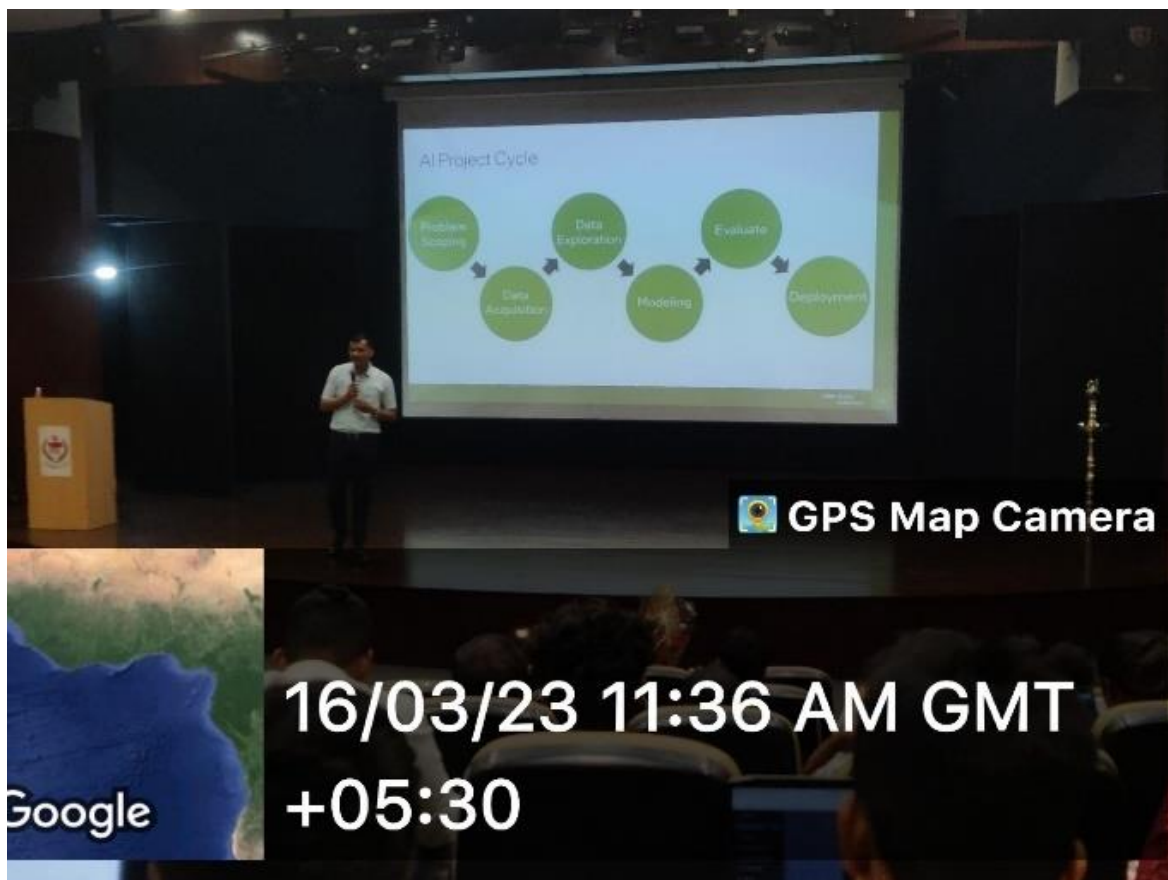 AI Project Cycle
Problem
Scoping
Data
Exploration
Evaluate
Data
Acquisition
Modeling
Deployment
GPS Map Camera
16/03/23 11:36 AM GMT
+05:30
Google